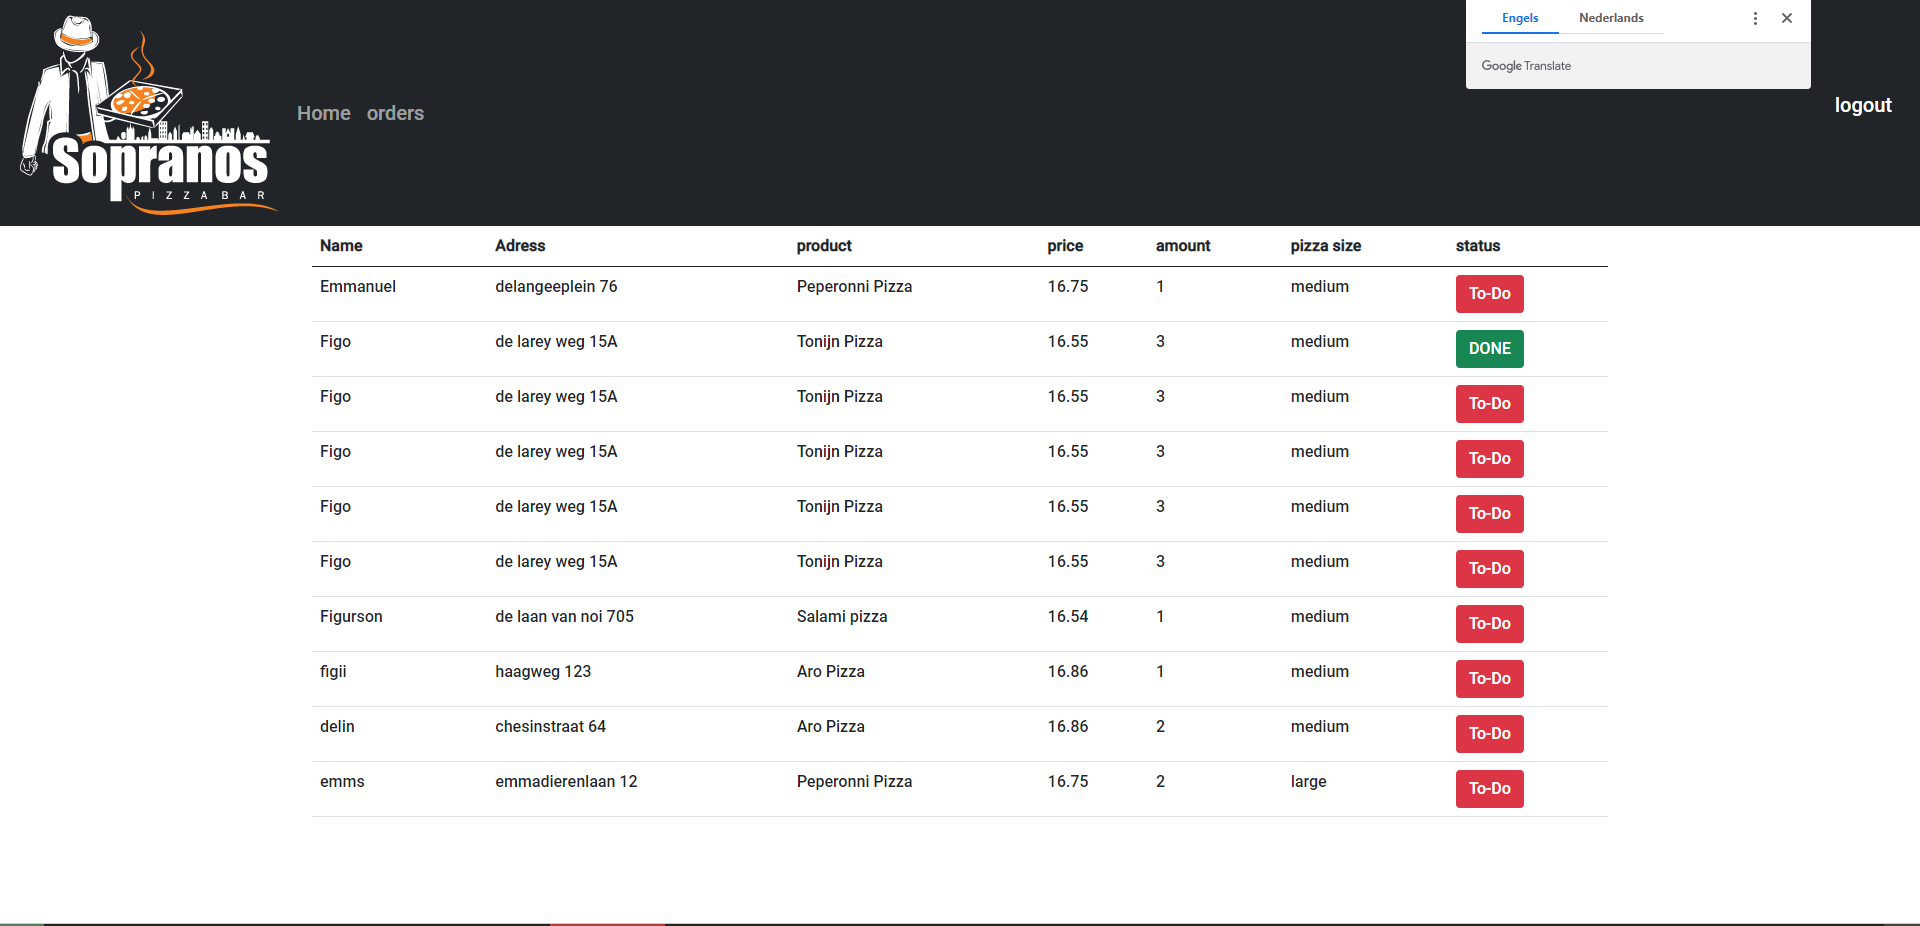 Engels Nederlands
Google Translate
Home orders
logout
Sopranos
PIZZABAR
Name Adress product price amount pizza size status
Emmanuel delangeeplein 76 Peperonni Pizza 16.75 1 medium To-Do
Figo de larey weg 15A Tonijn Pizza 16.55 3 medium DONE
Figo de larey weg 15A Tonijn Pizza 16.55 3 medium To-Do
Figo de larey weg 15A Tonijn Pizza 16.55 3 medium To-Do
Figo de larey weg 15A Tonijn Pizza 16.55 3 medium To-Do
Figo de larey weg 15A Tonijn Pizza 16.55 3 medium To-Do
Figurson de laan van noi 705 Salami pizza 16.54 1 medium To-Do
figii haagweg 123 Aro Pizza 16.86 1 medium To-Do
delin chesinstraat 64 Aro Pizza 16.86 2 medium To-Do
emms emmadierenlaan 12 Peperonni Pizza 16.75 2 large To-Do